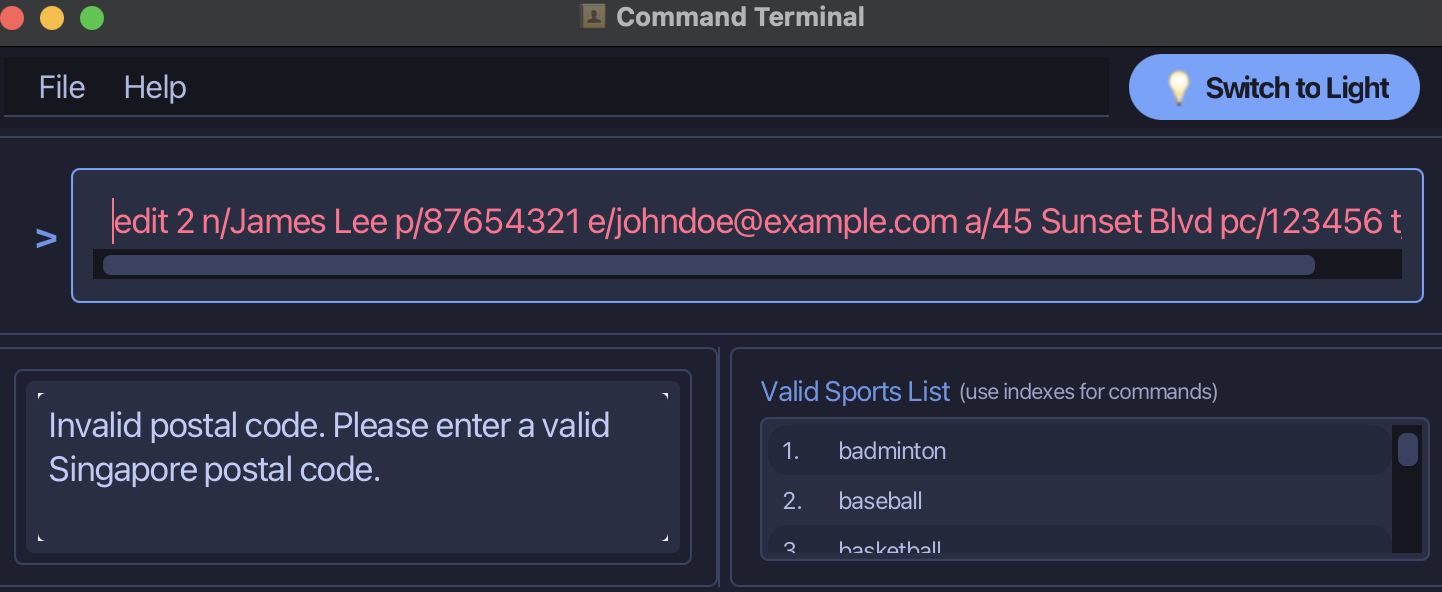 Command Terminal
File Help
Switch to Light
> edit 2 n/James Lee p/87654321 e/johndoe@example.com a/45 Sunset Blvd pc/123456 t
Invalid postal code. Please enter a valid
Singapore postal code.
Valid Sports List (use indexes for commands)
1. badminton
2. baseball
3. basketball